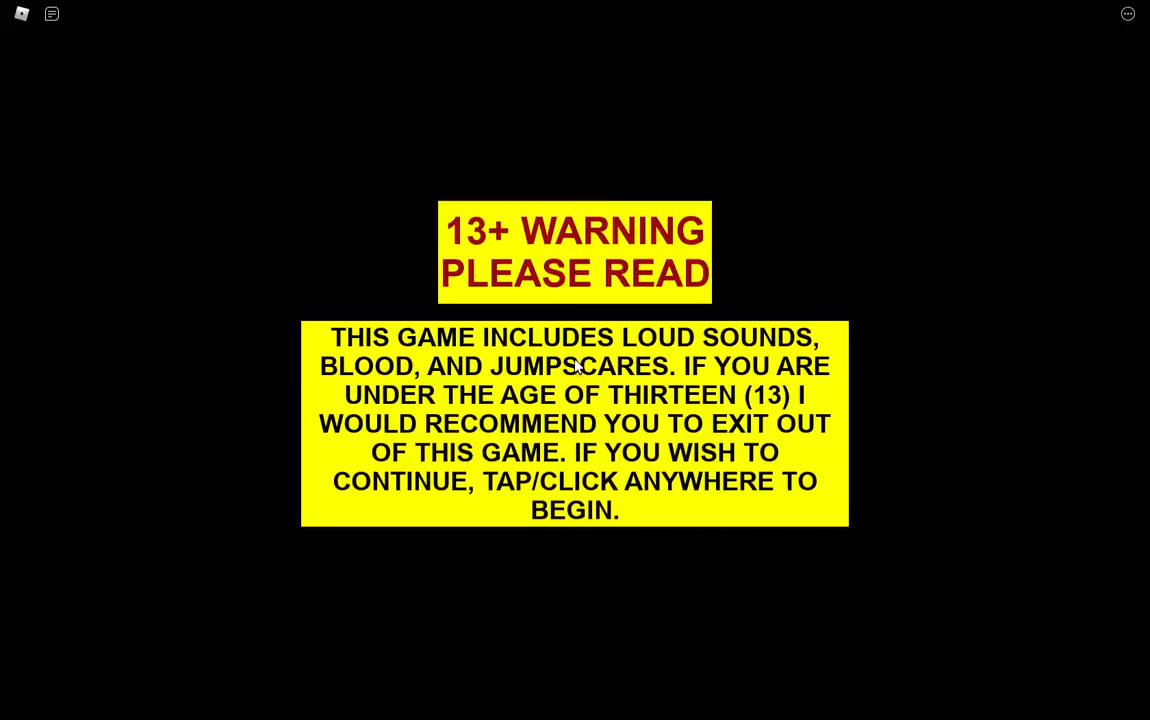 13+ WARNING
PLEASE READ
THIS GAME INCLUDES LOUD SOUNDS,
BLOOD, AND JUMPSCARES. IF YOU ARE
UNDER THE AGE OF THIRTEEN (13) I
WOULD RECOMMEND YOU TO EXIT OUT
OF THIS GAME. IF YOU WISH TO
CONTINUE, TAP/CLICK ANYWHERE TO
BEGIN.